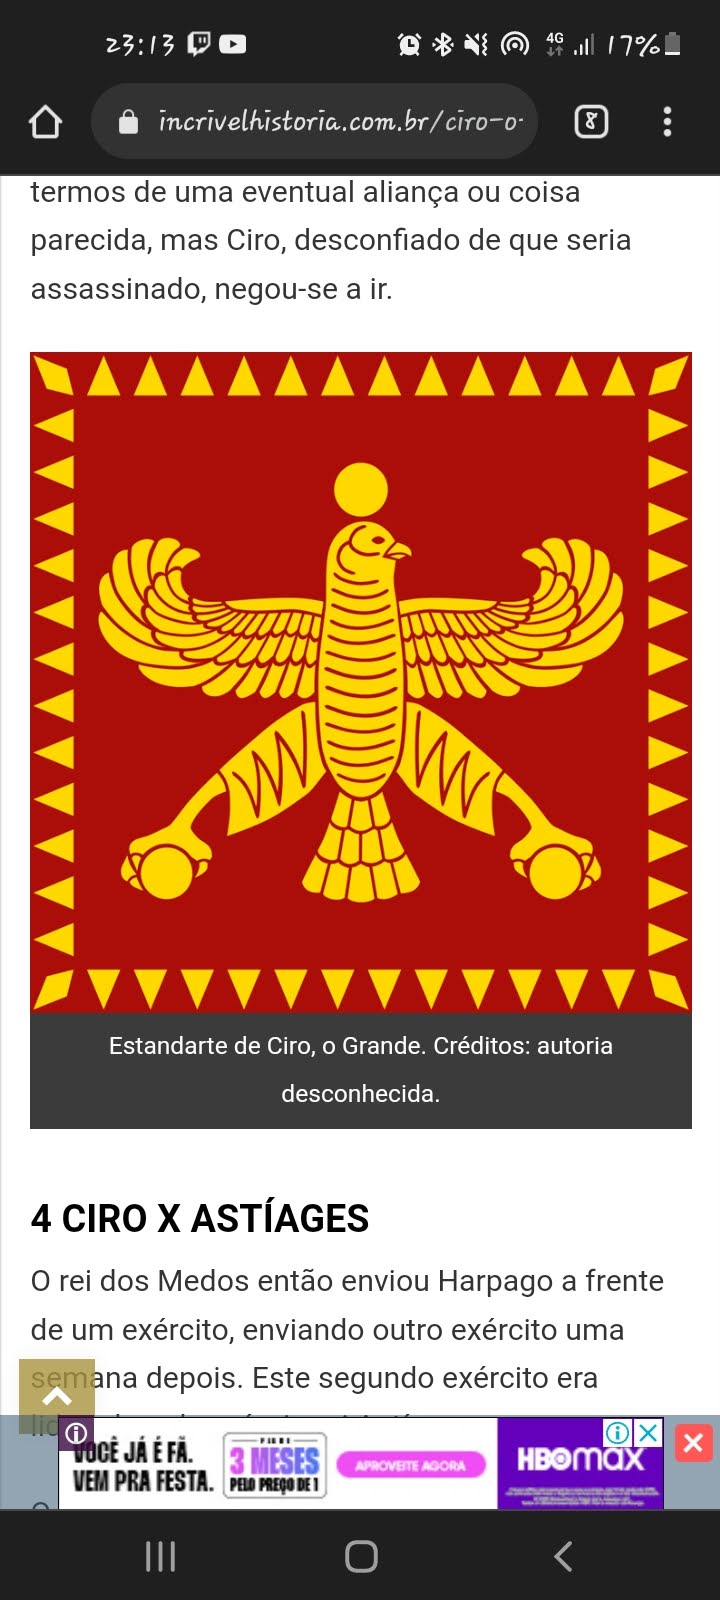 23:13
4G
17%
incrivelhistoria.com.br/ciro-o-
8
termos de uma eventual aliança ou coisa
parecida, mas Ciro, desconfiado de que seria
assassinado, negou-se a ir.
Estandarte de Ciro, o Grande. Créditos: autoria
desconhecida.
4 CIRO X ASTÍAGES
O rei dos Medos então enviou Harpago a frente
de um exército, enviando outro exército uma
semana depois. Este segundo exército era
VOCÊ JÁ É FÃ.
VEM PRA FESTA.
3 MESES
PELO PREÇO DE 1
APROVEITE AGORA
HBOMAX